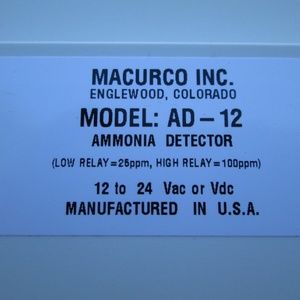 MACURCO INC.
ENGLEWOOD, COLORADO
MODEL: AD-12
AMMONIA DETECTOR
(LOW RELAY=25ppm, HIGH RELAY=100ppm)
12 to 24 Vac or Vdc
MANUFACTURED IN U.S.A.